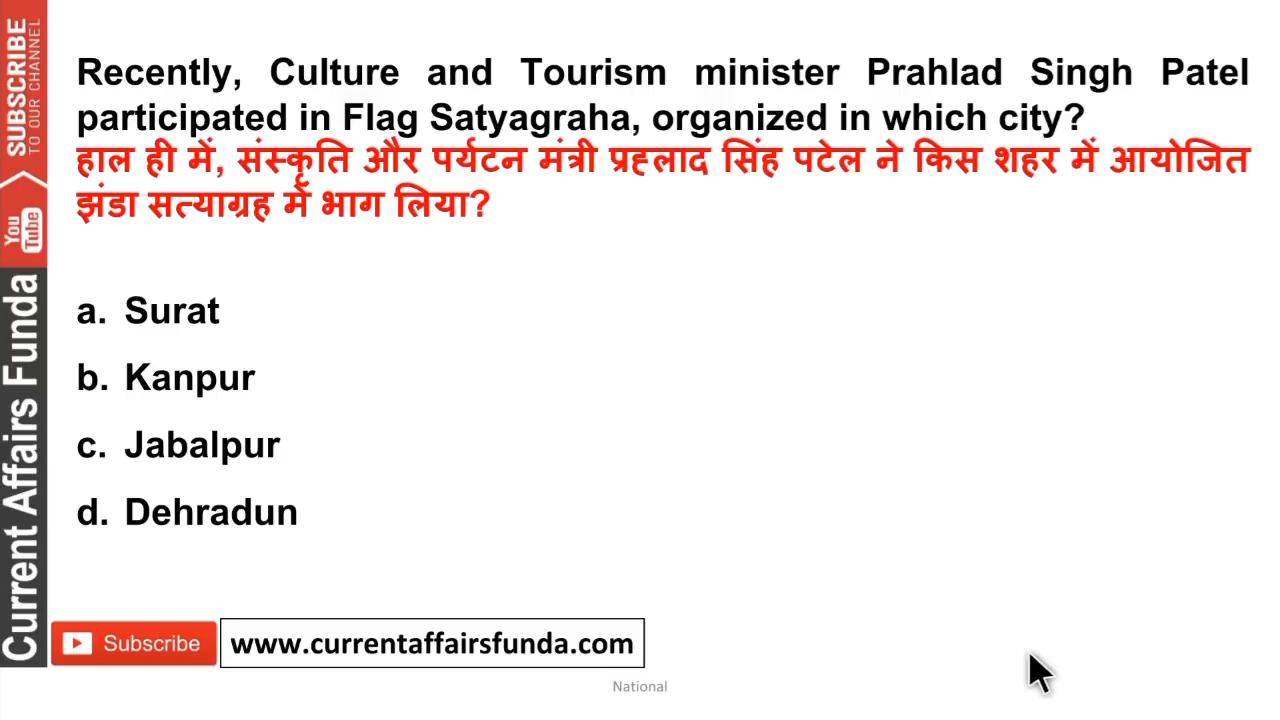 Recently, Culture and Tourism minister Prahlad Singh Patel
participated in Flag Satyagraha, organized in which city?
हाल ही में, संस्कृति और पर्यटन मंत्री प्रह्लाद सिंह पटेल ने किस शहर में आयोजित
झंडा सत्याग्रह में भाग लिया?
a. Surat
b. Kanpur
c. Jabalpur
d. Dehradun
SUBSCRIBE
TO OUR CHANNEL
You
Tube
Current Affairs Funda
Subscribe
www.currentaffairsfunda.com
National